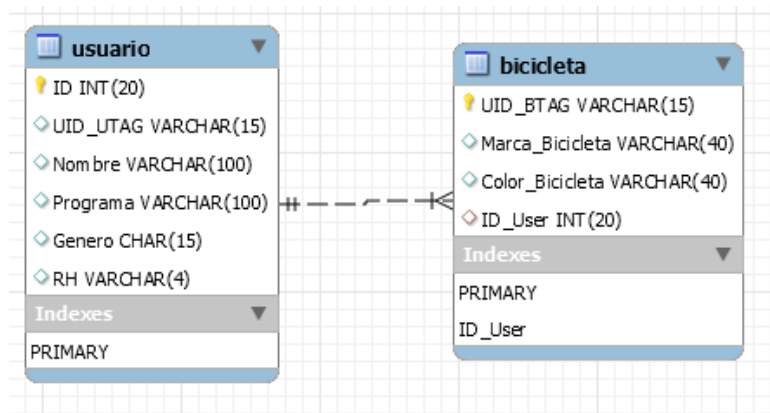 usuario
ID INT(20)
UID_UTAG VARCHAR(15)
Nombre VARCHAR(100)
Programa VARCHAR(100)
Genero CHAR(15)
RH VARCHAR(4)
Indexes
PRIMARY
bicicleta
UID_BTAG VARCHAR(15)
Marca_Bicicleta VARCHAR(40)
Color_Bicicleta VARCHAR(40)
ID_User INT(20)
Indexes
PRIMARY
ID_User